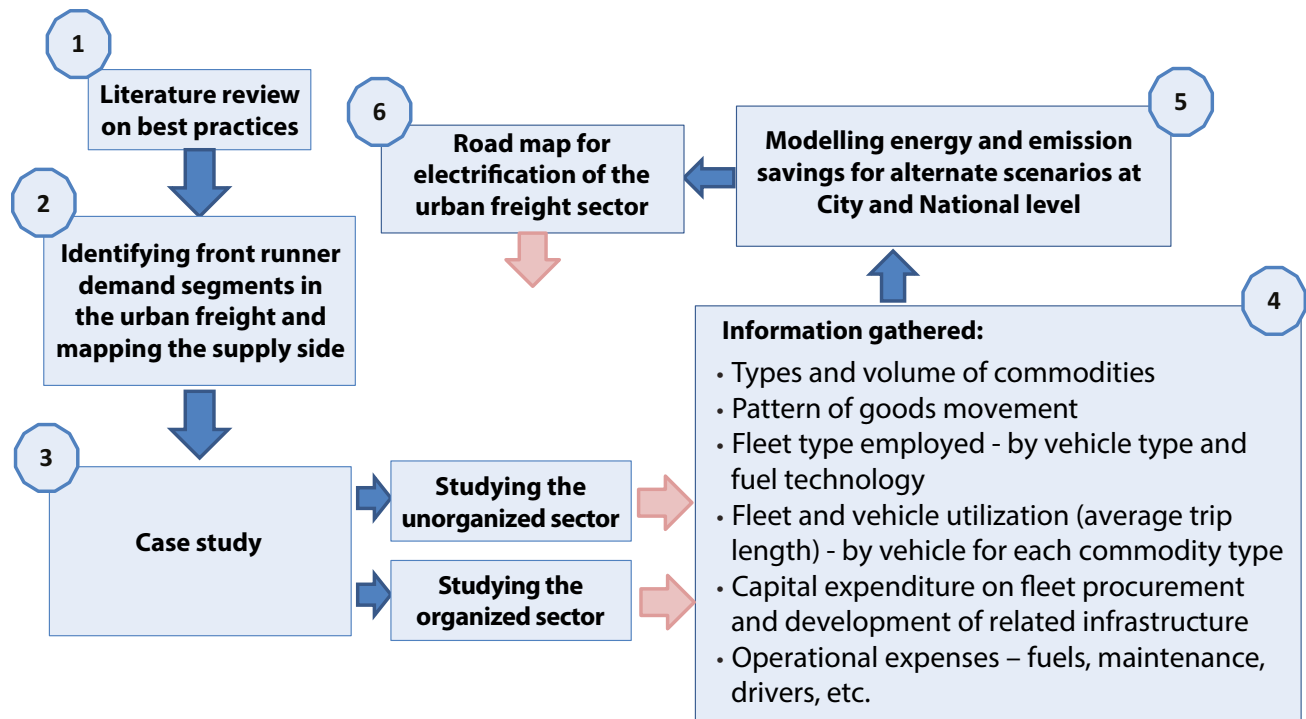 1
Literature review
on best practices
2
Identifying front runner
demand segments in
the urban freight and
mapping the supply side
3
Case study
Studying the
unorganized sector
Studying the
organized sector
4
Information gathered:
• Types and volume of commodities
• Pattern of goods movement
• Fleet type employed - by vehicle type and
fuel technology
• Fleet and vehicle utilization (average trip
length) - by vehicle for each commodity type
• Capital expenditure on fleet procurement
and development of related infrastructure
• Operational expenses – fuels, maintenance,
drivers, etc.
5
Modelling energy and emission
savings for alternate scenarios at
City and National level
6
Road map for
electrification of the
urban freight sector